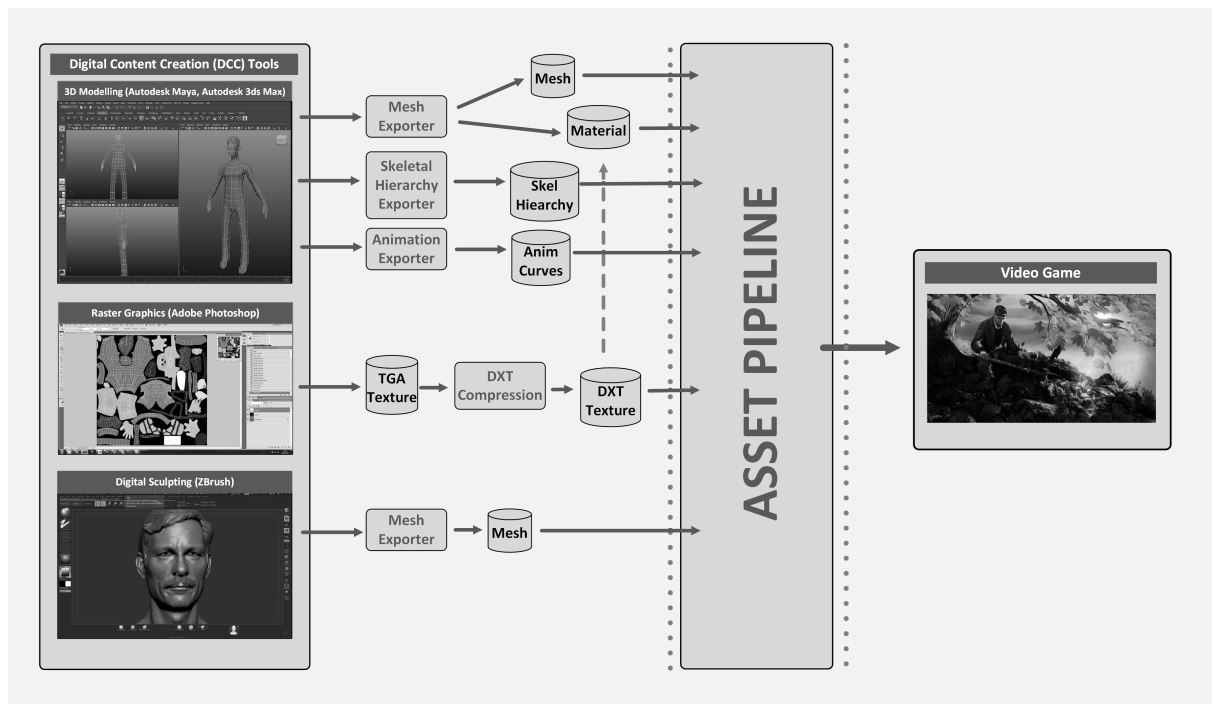 Digital Content Creation (DCC) Tools
3D Modelling (Autodesk Maya, Autodesk 3ds Max)
Mesh
Exporter
Mesh
Material
Skeletal
Hierarchy
Exporter
Skel
Hiearchy
Animation
Exporter
Anim
Curves
Raster Graphics (Adobe Photoshop)
TGA
Texture
DXT
Compression
DXT
Texture
Digital Sculpting (ZBrush)
Mesh
Exporter
Mesh
ASSET PIPELINE
Video Game